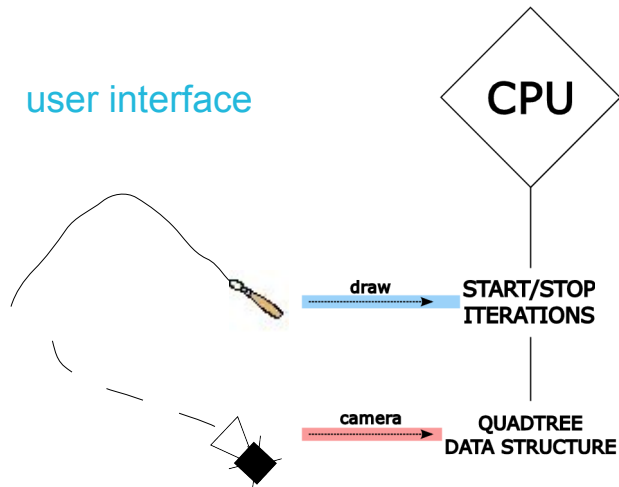 user interface
CPU
draw
START/STOP
ITERATIONS
camera
QUADTREE
DATA STRUCTURE